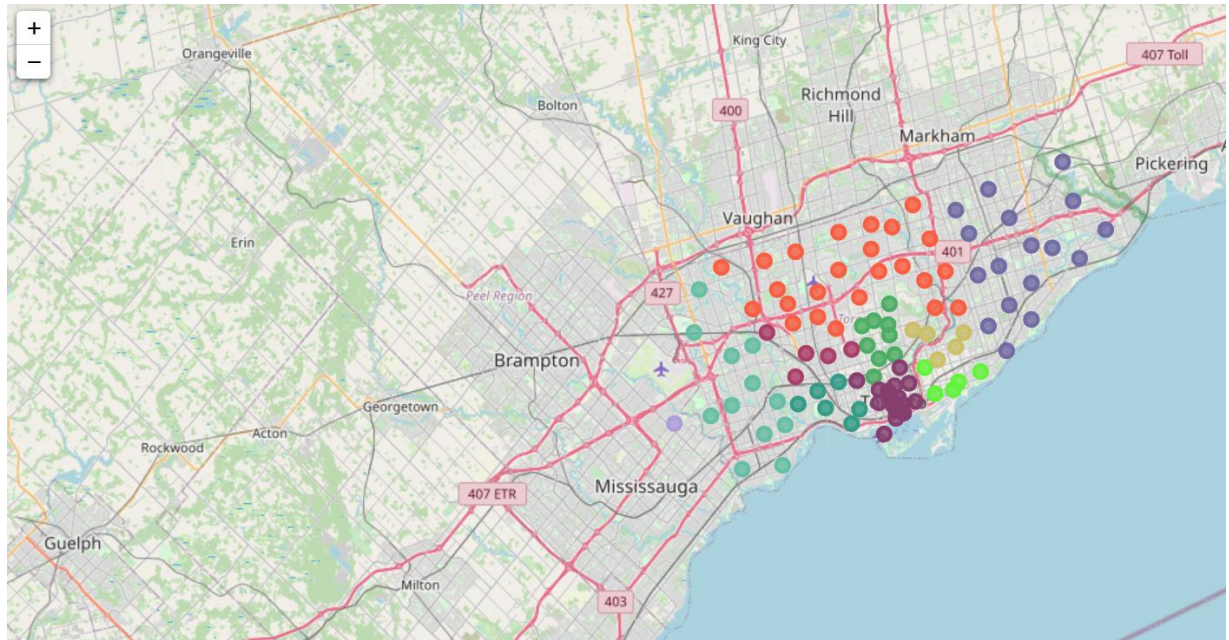 +
−
Orangeville
King City
407 Toll
Bolton
400
Richmond
Hill
Markham
Pickering
Vaughan
Erin
401
Peel Region
427
Brampton
Georgetown
Acton
Rockwood
Mississauga
407 ETR
Guelph
Milton
403